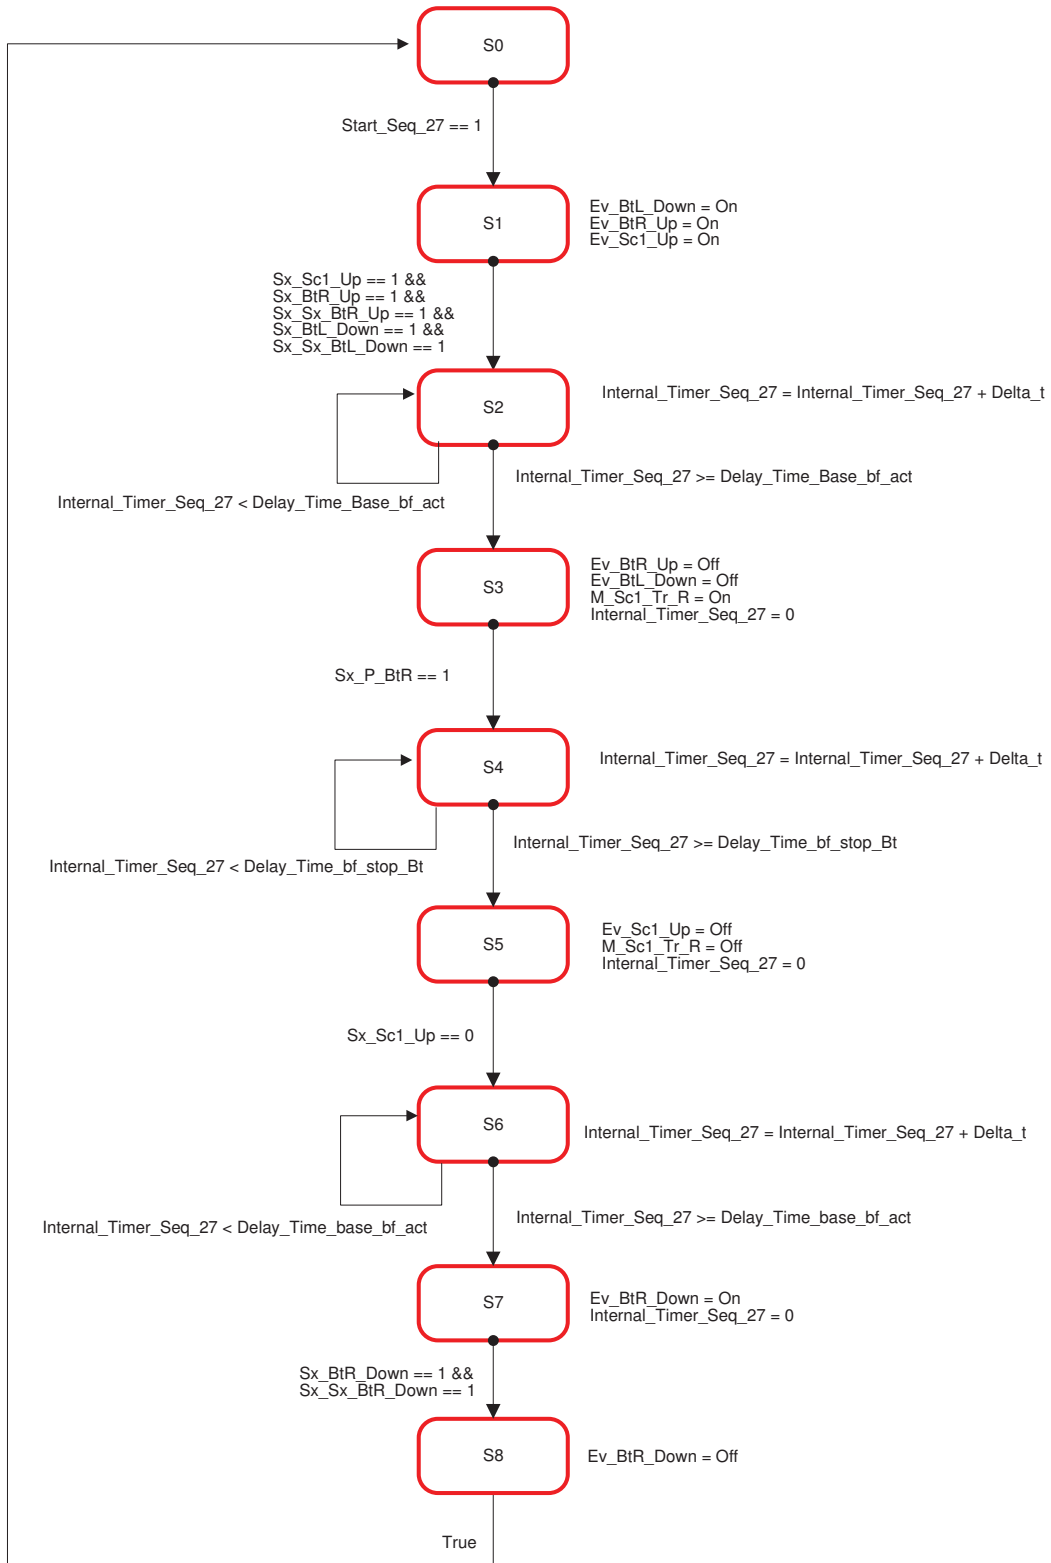 S0
Start_Seq_27 == 1
S1
Ev_BtL_Down = On
Ev_BtR_Up = On
Ev_Sc1_Up = On
Sx_Sc1_Up == 1 &&
Sx_BtR_Up == 1 &&
Sx_Sx_BtR_Up == 1 &&
Sx_BtL_Down == 1 &&
Sx_Sx_BtL_Down == 1
S2
Internal_Timer_Seq_27 = Internal_Timer_Seq_27 + Delta_t
Internal_Timer_Seq_27 < Delay_Time_Base_bf_act
Internal_Timer_Seq_27 >= Delay_Time_Base_bf_act
S3
Ev_BtR_Up = Off
Ev_BtL_Down = Off
M_Sc1_Tr_R = On
Internal_Timer_Seq_27 = 0
Sx_P_BtR == 1
S4
Internal_Timer_Seq_27 = Internal_Timer_Seq_27 + Delta_t
Internal_Timer_Seq_27 < Delay_Time_bf_stop_Bt
Internal_Timer_Seq_27 >= Delay_Time_bf_stop_Bt
S5
Ev_Sc1_Up = Off
M_Sc1_Tr_R = Off
Internal_Timer_Seq_27 = 0
Sx_Sc1_Up == 0
S6
Internal_Timer_Seq_27 = Internal_Timer_Seq_27 + Delta_t
Internal_Timer_Seq_27 < Delay_Time_base_bf_act
Internal_Timer_Seq_27 >= Delay_Time_base_bf_act
S7
Ev_BtR_Down = On
Internal_Timer_Seq_27 = 0
Sx_BtR_Down == 1 &&
Sx_Sx_BtR_Down == 1
S8
Ev_BtR_Down = Off
True